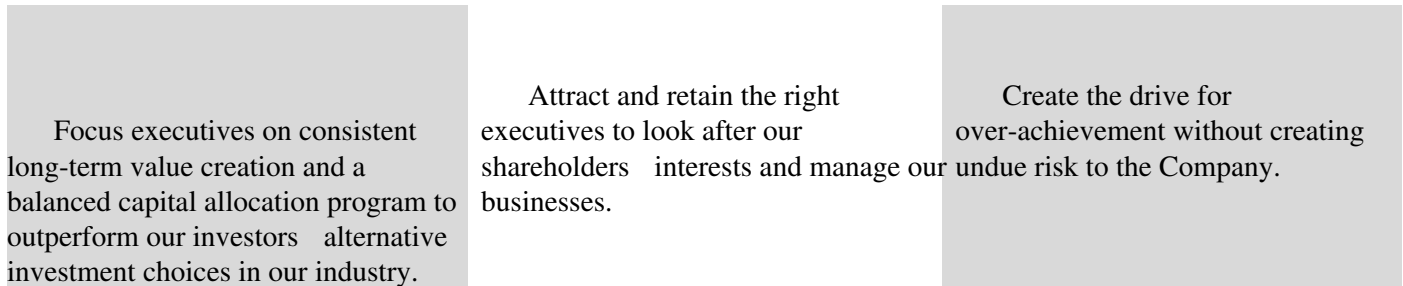 Focus executives on consistent
long-term value creation and a
balanced capital allocation program to
outperform our investors alternative
investment choices in our industry.
Attract and retain the right
executives to look after our
shareholders interests and manage our
businesses.
Create the drive for
over-achievement without creating
undue risk to the Company.